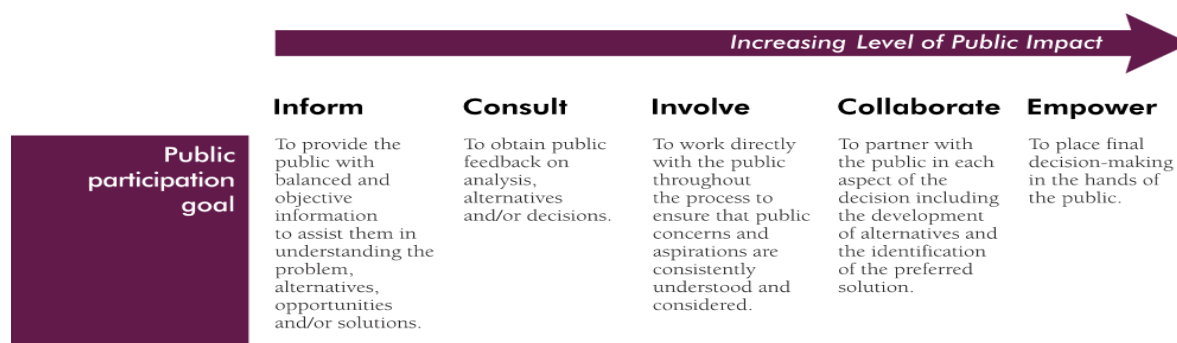 Increasing Level of Public Impact
Inform
Consult
Involve
Collaborate
Empower
Public
participation
goal
To provide the
public with
balanced and
objective
information
to assist them in
understanding the
problem,
alternatives,
opportunities
and/or solutions.
To obtain public
feedback on
analysis,
alternatives
and/or decisions.
To work directly
with the public
throughout
the process to
ensure that public
concerns and
aspirations are
consistently
understood and
considered.
To partner with
the public in each
aspect of the
decision including
the development
of alternatives and
the identification
of the preferred
solution.
To place final
decision-making
in the hands of
the public.